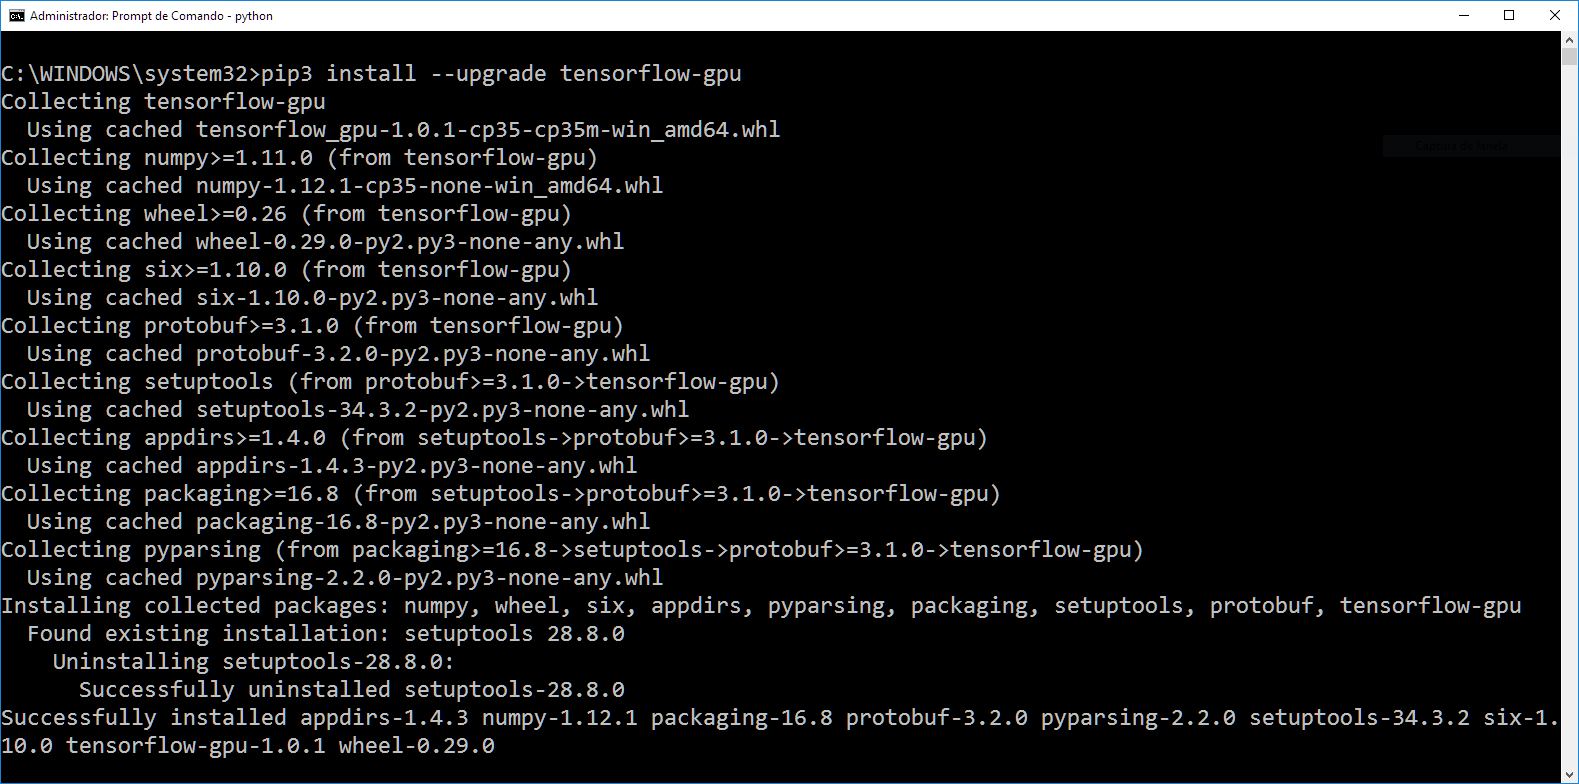 Administrador: Prompt de Comando - python
C:\WINDOWS\system32>pip3 install --upgrade tensorflow-gpu
Collecting tensorflow-gpu
  Using cached tensorflow_gpu-1.0.1-cp35-cp35m-win_amd64.whl
Collecting numpy>=1.11.0 (from tensorflow-gpu)
  Using cached numpy-1.12.1-cp35-none-win_amd64.whl
Collecting wheel>=0.26 (from tensorflow-gpu)
  Using cached wheel-0.29.0-py2.py3-none-any.whl
Collecting six>=1.10.0 (from tensorflow-gpu)
  Using cached six-1.10.0-py2.py3-none-any.whl
Collecting protobuf>=3.1.0 (from tensorflow-gpu)
  Using cached protobuf-3.2.0-py2.py3-none-any.whl
Collecting setuptools (from protobuf>=3.1.0->tensorflow-gpu)
  Using cached setuptools-34.3.2-py2.py3-none-any.whl
Collecting appdirs>=1.4.0 (from setuptools->protobuf>=3.1.0->tensorflow-gpu)
  Using cached appdirs-1.4.3-py2.py3-none-any.whl
Collecting packaging>=16.8 (from setuptools->protobuf>=3.1.0->tensorflow-gpu)
  Using cached packaging-16.8-py2.py3-none-any.whl
Collecting pyparsing (from packaging>=16.8->setuptools->protobuf>=3.1.0->tensorflow-gpu)
  Using cached pyparsing-2.2.0-py2.py3-none-any.whl
Installing collected packages: numpy, wheel, six, appdirs, pyparsing, packaging, setuptools, protobuf, tensorflow-gpu
  Found existing installation: setuptools 28.8.0
    Uninstalling setuptools-28.8.0:
      Successfully uninstalled setuptools-28.8.0
Successfully installed appdirs-1.4.3 numpy-1.12.1 packaging-16.8 protobuf-3.2.0 pyparsing-2.2.0 setuptools-34.3.2 six-1.
10.0 tensorflow-gpu-1.0.1 wheel-0.29.0